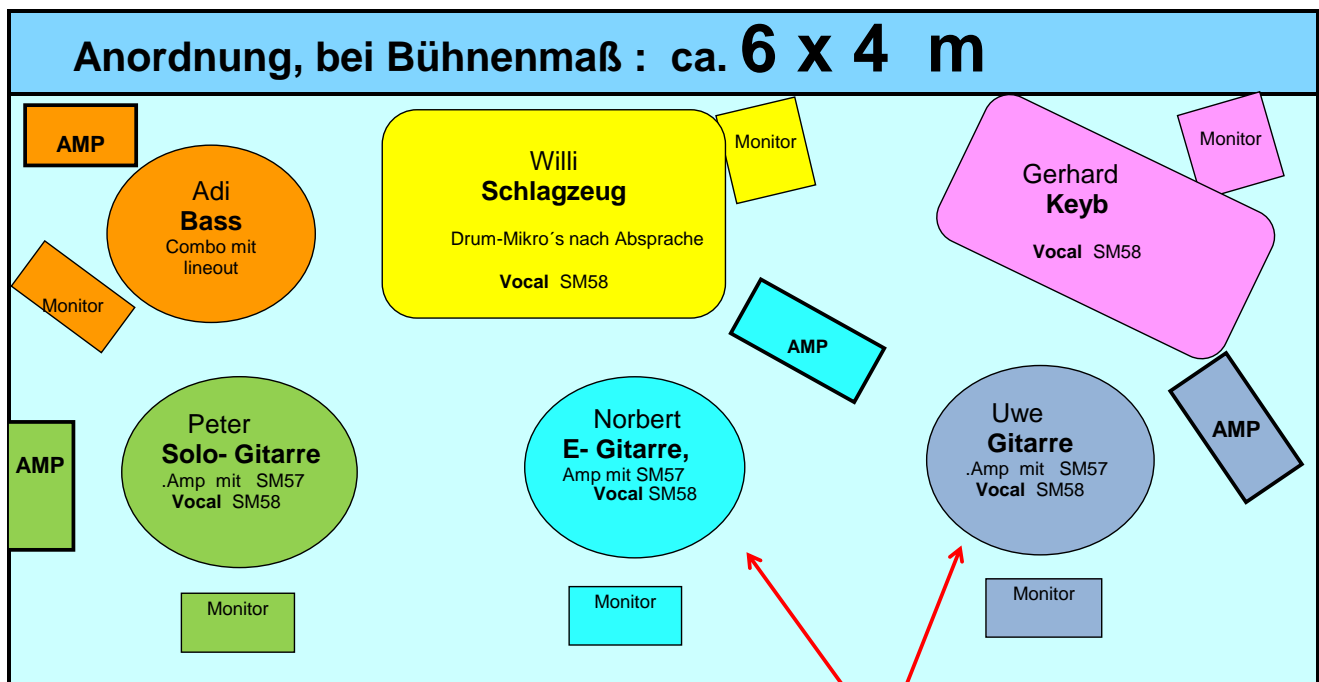 Anordnung, bei Bühnenmaß : ca. 6 x 4 m
AMP
Adi
Bass
Combo mit
lineout
Monitor
Willi
Schlagzeug
Drum-Mikro´s nach Absprache
Vocal SM58
Monitor
Gerhard
Keyb
Vocal SM58
Monitor
AMP
Peter
Solo- Gitarre
.Amp mit SM57
Vocal SM58
Monitor
AMP
Norbert
E- Gitarre,
Amp mit SM57
Vocal SM58
Monitor
Uwe
Gitarre
.Amp mit SM57
Vocal SM58
AMP
Monitor